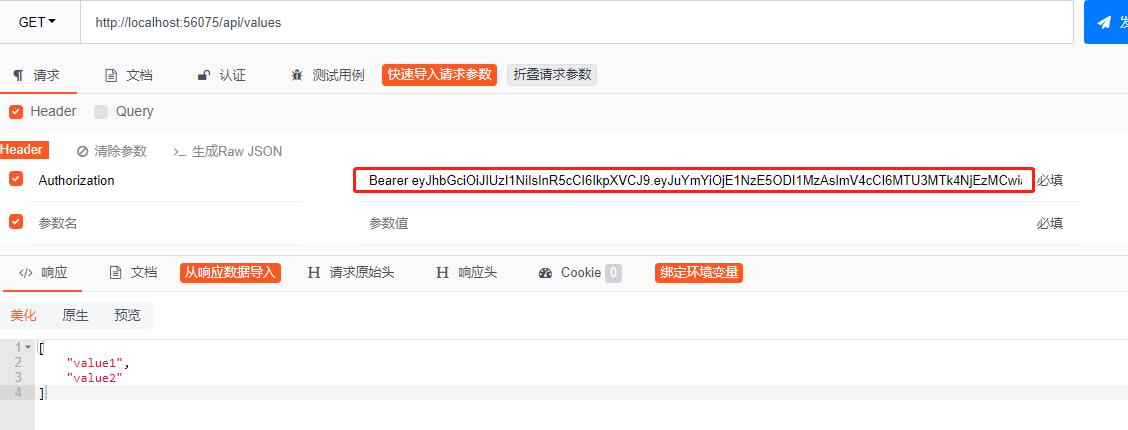 GET http://localhost:56075/api/values 发
请求 文档 认证 测试用例 快速导入请求参数 折叠请求参数
Header Query
Header 清除参数 >_ 生成Raw JSON
Authorization Bearer eyJhbGciOiJIUzI1NiIsInR5cCI6IkpXVCJ9.eyJuYmYiOjE1NzE5ODI1MzAsImV4cCI6MTU3MTk4NjEzMCwia 必填
参数名 参数值 必填
</> 响应 文档 从响应数据导入 H 请求原始头 H 响应头 Cookie 0 绑定环境变量
美化 原生 预览
1 [
2 "value1",
3 "value2"
4 ]